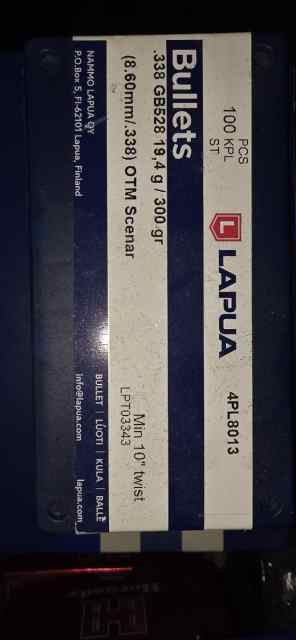 PCS
100 KPL
ST
LAPUA
4PL8013
Bullets
.338 GB528 19,4 g / 300 gr
(8.60mm/.338) OTM Scenar
Min 10" twist
LPT03343
NAMMO LAPUA OY
P.O.Box 5, FI-62101 Lapua, Finland
BULLET | LUOTI | KULA | BALLE
info@lapua.com
lapua.com